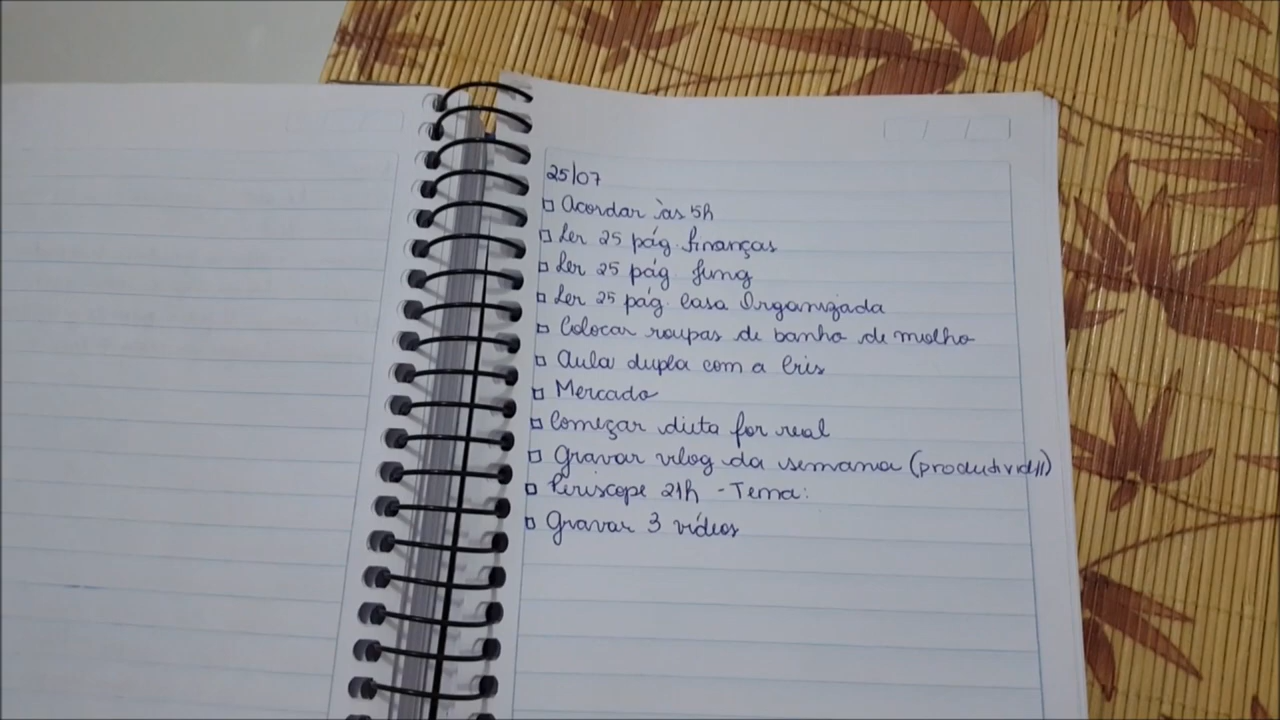 25/07
Acordar às 5h
Ler 25 pág. finanças
Ler 25 pág. Jung
Ler 25 pág. Casa Organizada
Colocar roupas de banho de molho
Aula dupla com a Cris
Mercado
Começar dieta for real
Gravar vlog da semana (produtivid//)
Periscope 21h - Tema:
Gravar 3 vídeos